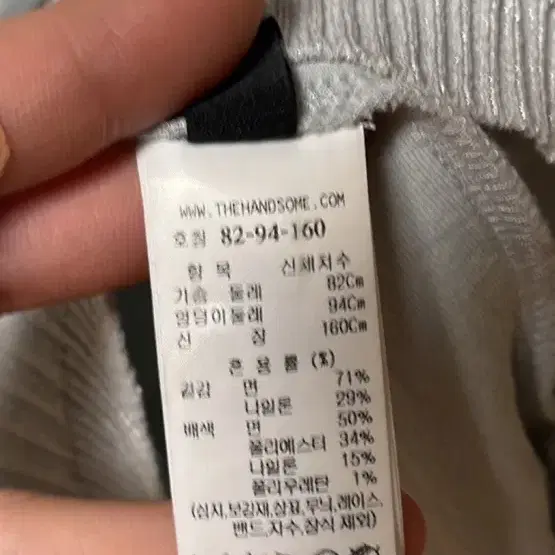 WWW.THEHANDSOME.COM
호칭 82-94-160
항 목 신체치수
가슴 둘레 82Cm
엉덩이둘레 94Cm
신 장 160Cm
혼 용 률 (%)
겉감 면 71%
나일론 29%
배색 면 50%
폴리에스터 34%
나일론 15%
폴리우레탄 1%
(심지,보강재,상표,무늬,레이스
밴드,자수,장식 제외)